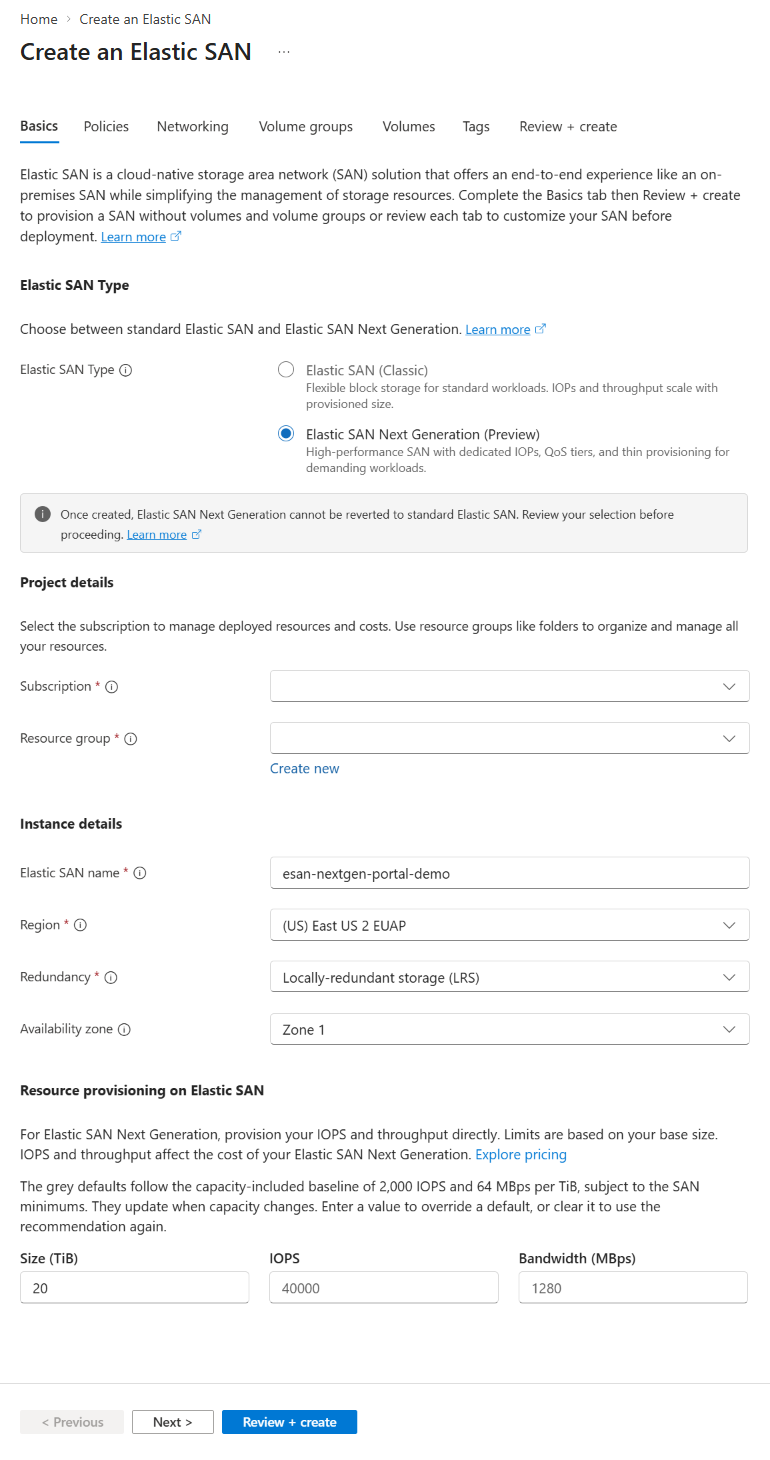 Home > Create an Elastic SAN
Create an Elastic SAN ...
Basics Policies Networking Volume groups Volumes Tags Review + create
Elastic SAN is a cloud-native storage area network (SAN) solution that offers an end-to-end experience like an on-
premises SAN while simplifying the management of storage resources. Complete the Basics tab then Review + create
to provision a SAN without volumes and volume groups or review each tab to customize your SAN before
deployment. Learn more
Elastic SAN Type
Choose between standard Elastic SAN and Elastic SAN Next Generation. Learn more
Elastic SAN Type
Elastic SAN (Classic)
Flexible block storage for standard workloads. IOPs and throughput scale with
provisioned size.
Elastic SAN Next Generation (Preview)
High-performance SAN with dedicated IOPs, QoS tiers, and thin provisioning for
demanding workloads.
Once created, Elastic SAN Next Generation cannot be reverted to standard Elastic SAN. Review your selection before
proceeding. Learn more
Project details
Select the subscription to manage deployed resources and costs. Use resource groups like folders to organize and manage all
your resources.
Subscription *
Resource group *
Create new
Instance details
Elastic SAN name * esan-nextgen-portal-demo
Region * (US) East US 2 EUAP
Redundancy * Locally-redundant storage (LRS)
Availability zone Zone 1
Resource provisioning on Elastic SAN
For Elastic SAN Next Generation, provision your IOPS and throughput directly. Limits are based on your base size.
IOPS and throughput affect the cost of your Elastic SAN Next Generation. Explore pricing
The grey defaults follow the capacity-included baseline of 2,000 IOPS and 64 MBps per TiB, subject to the SAN
minimums. They update when capacity changes. Enter a value to override a default, or clear it to use the
recommendation again.
Size (TiB) IOPS Bandwidth (MBps)
20 40000 1280
< Previous Next > Review + create